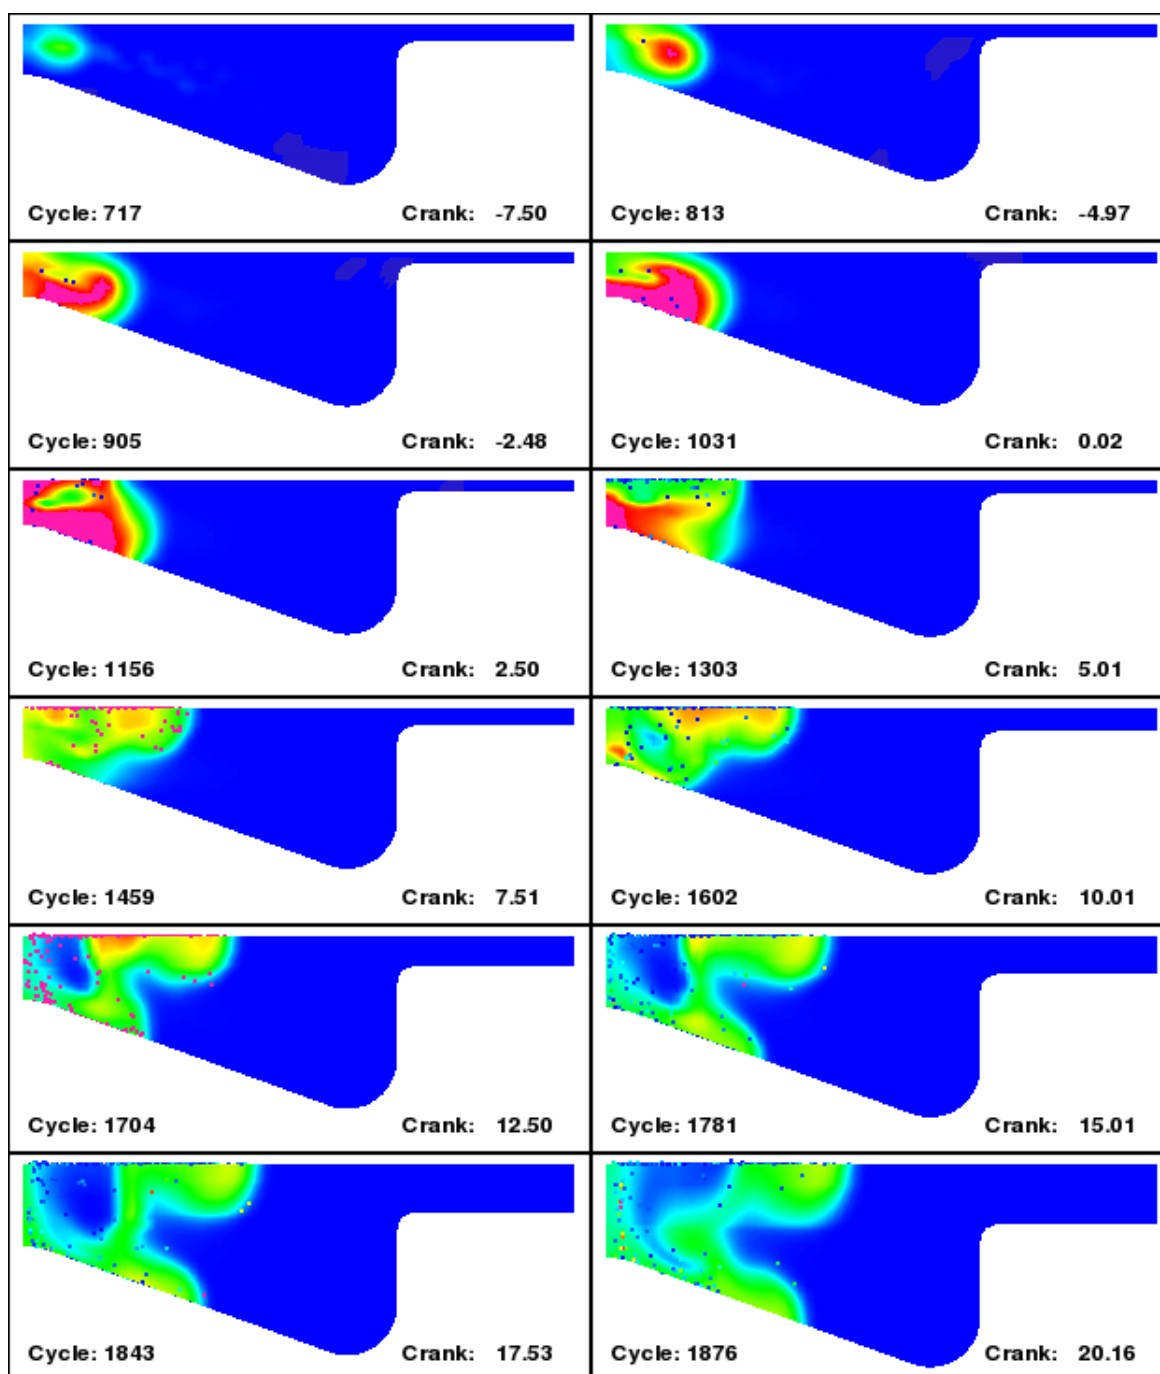 Cycle: 717 Crank: -7.50
Cycle: 813 Crank: -4.97
Cycle: 905 Crank: -2.48
Cycle: 1031 Crank: 0.02
Cycle: 1156 Crank: 2.50
Cycle: 1303 Crank: 5.01
Cycle: 1459 Crank: 7.51
Cycle: 1602 Crank: 10.01
Cycle: 1704 Crank: 12.50
Cycle: 1781 Crank: 15.01
Cycle: 1843 Crank: 17.53
Cycle: 1876 Crank: 20.16